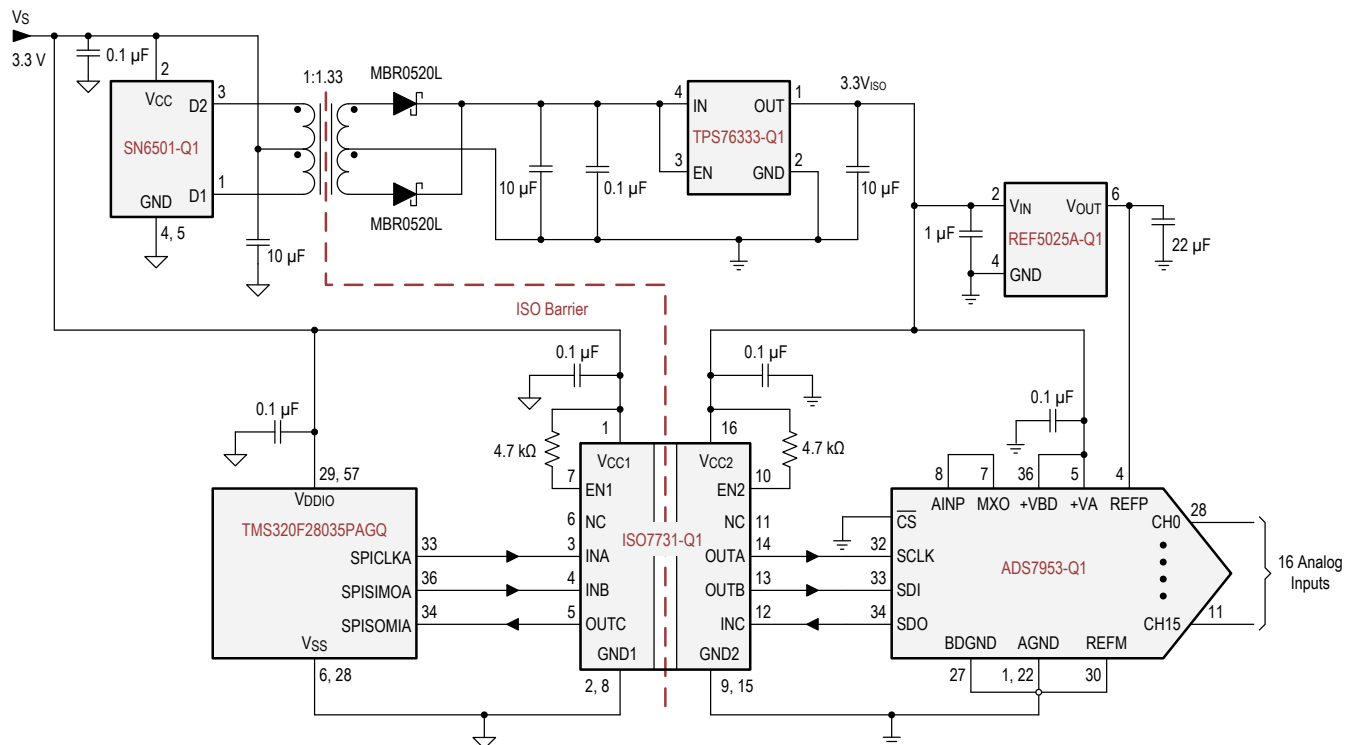 VS
3.3 V
0.1 µF
2
VCC
D2
3
SN6501-Q1
D1
1
GND
4, 5
10 µF
1:1.33
MBR0520L
MBR0520L
10 µF
0.1 µF
4
IN
OUT
1
TPS76333-Q1
3
EN
GND
2
10 µF
3.3VISO
2
VIN
VOUT
6
REF5025A-Q1
1 µF
4
GND
22 µF
ISO Barrier
0.1 µF
0.1 µF
0.1 µF
0.1 µF
4.7 kΩ
4.7 kΩ
29, 57
VDDIO
TMS320F28035PAGQ
SPICLKA
33
SPISIMOA
36
SPISOMIA
34
VSS
6, 28
1
VCC1
7
EN1
6
NC
3
INA
4
INB
5
OUTC
GND1
2, 8
ISO7731-Q1
16
VCC2
EN2
10
NC
11
OUTA
14
OUTB
13
INC
12
GND2
9, 15
8
7
36
5
4
AINP
MXO
+VBD
+VA
REFP
CS
32
SCLK
33
SDI
34
SDO
ADS7953-Q1
CH0
28
CH15
11
16 Analog
Inputs
BDGND
AGND
REFM
27
1, 22
30